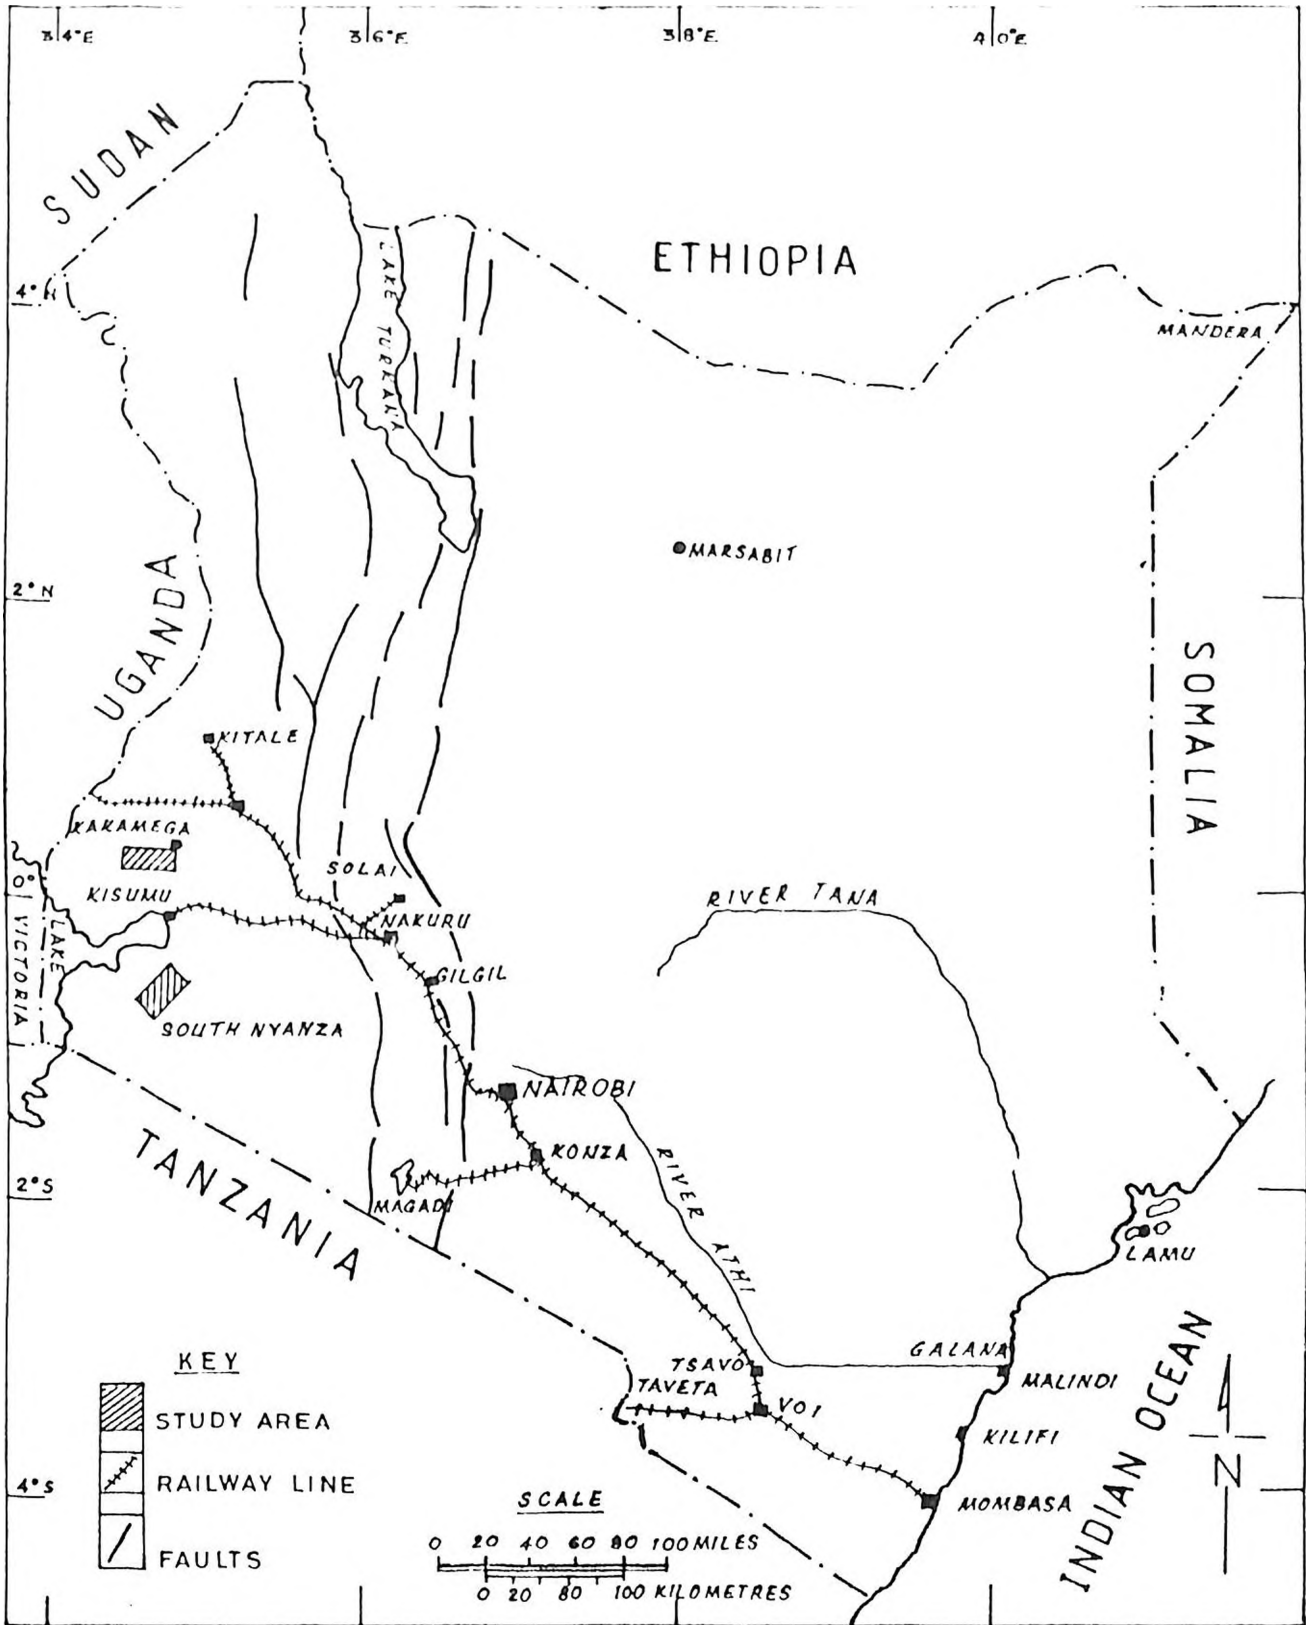 34°E
36°E
38°E
40°E
SUDAN
ETHIOPIA
LAKE TURKANA
4°N
MANDERA
MARSABIT
2°N
UGANDA
SOMALIA
KITALE
KAKAMEGA
SOLAI
0°
KISUMU
RIVER TANA
NAKURU
LAKE
VICTORIA
GILGIL
SOUTH NYANZA
NAIROBI
KONZA
TANZANIA
RIVER ATHI
2°S
MAGADI
LAMU
GALANA
KEY
TSAVO
TAVETA
MALINDI
VOI
STUDY AREA
KILIFI
INDIAN OCEAN
N
RAILWAY LINE
4°S
SCALE
MOMBASA
0 20 40 60 80 100 MILES
FAULTS
0 20 80 100 KILOMETRES